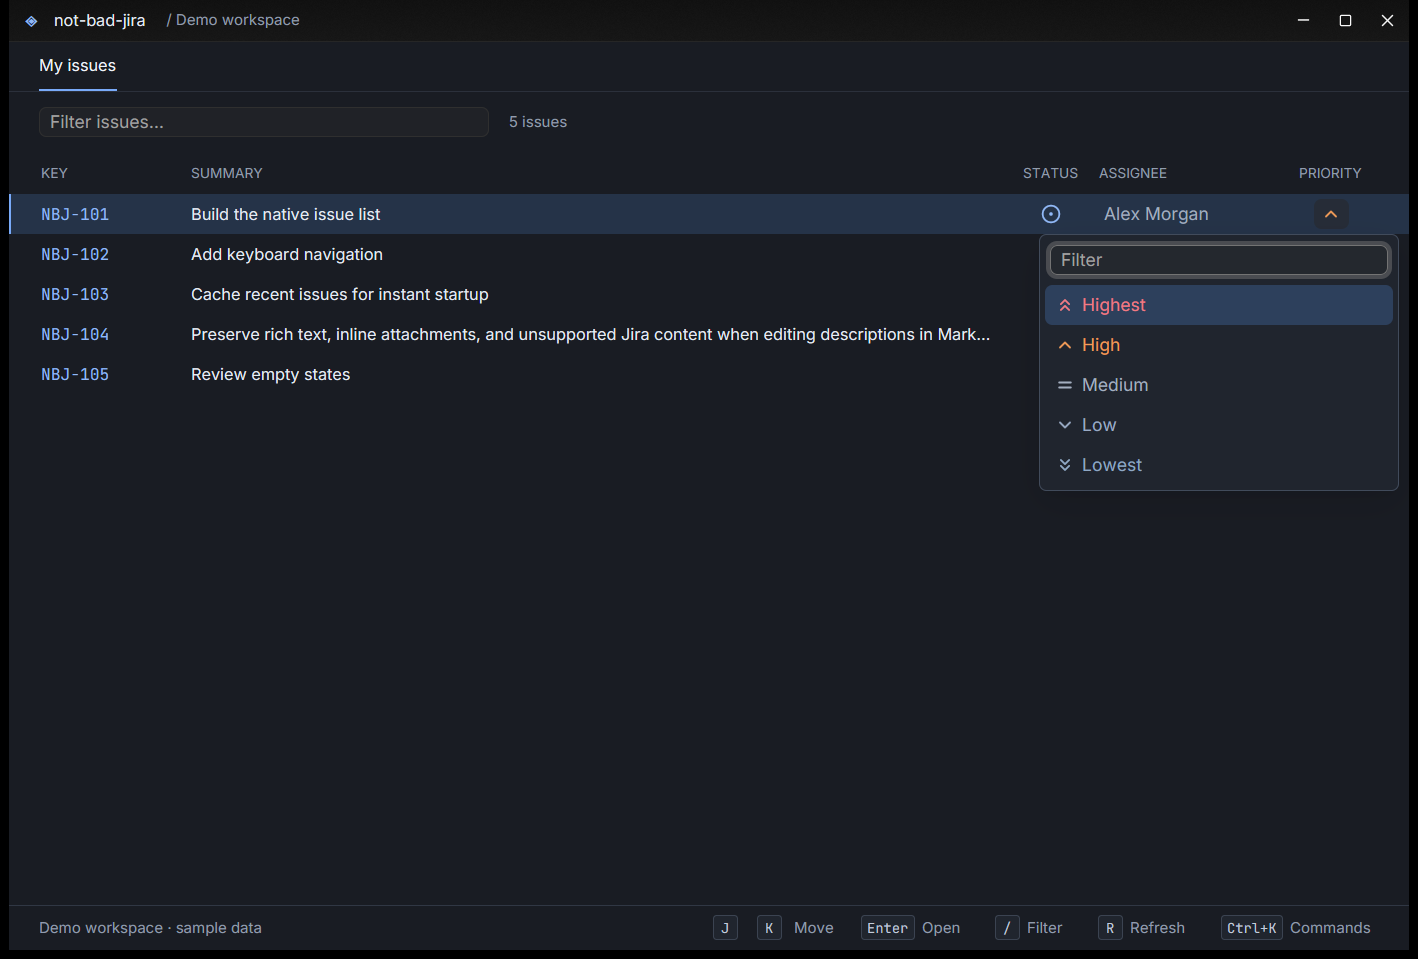 not-bad-jira / Demo workspace
My issues
Filter issues... 5 issues
KEY SUMMARY STATUS ASSIGNEE PRIORITY
NBJ-101 Build the native issue list Alex Morgan
NBJ-102 Add keyboard navigation
NBJ-103 Cache recent issues for instant startup
NBJ-104 Preserve rich text, inline attachments, and unsupported Jira content when editing descriptions in Mark...
NBJ-105 Review empty states
Filter
Highest
High
Medium
Low
Lowest
Demo workspace · sample data J K Move Enter Open / Filter R Refresh Ctrl+K Commands